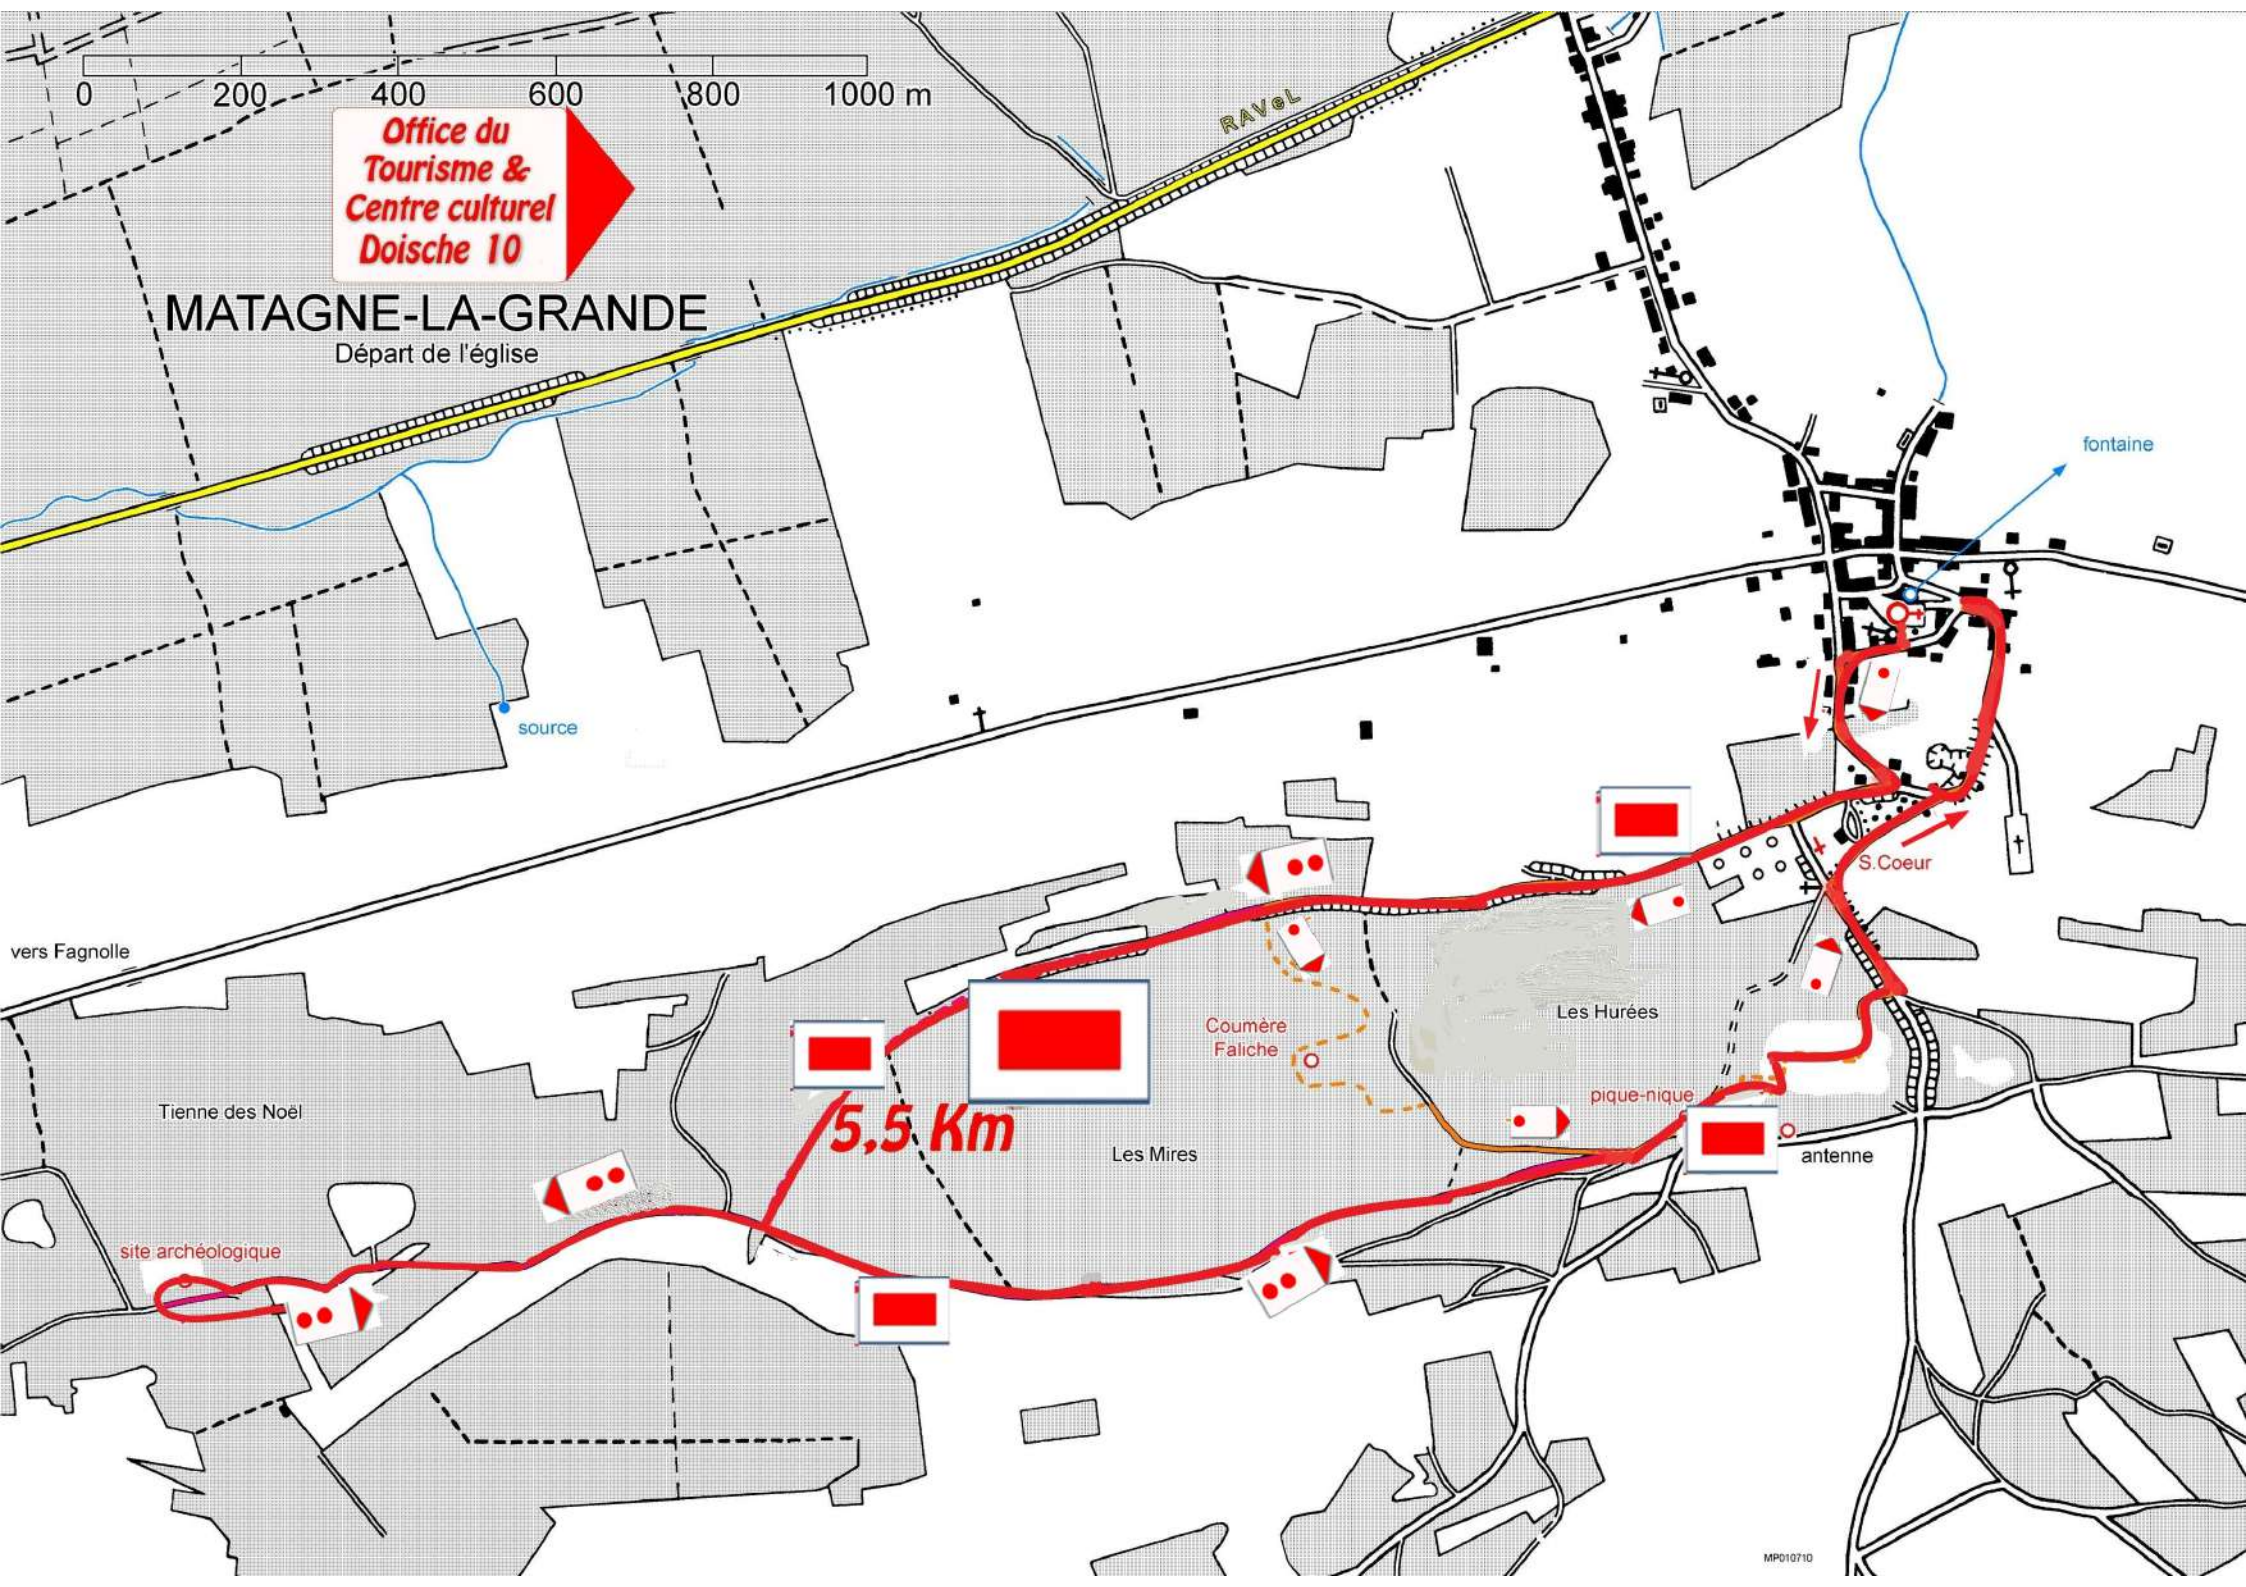 0 200 400 600 800 1000 m
Office du
Tourisme &
Centre culturel
Doische 10
RAVeL
MATAGNE-LA-GRANDE
Départ de l'église
fontaine
source
S.Coeur
vers Fagnolle
Les Hurées
Coumère
Faliche
pique-nique
Tienne des Noël
5,5 Km
Les Mires
antenne
site archéologique
MP010710